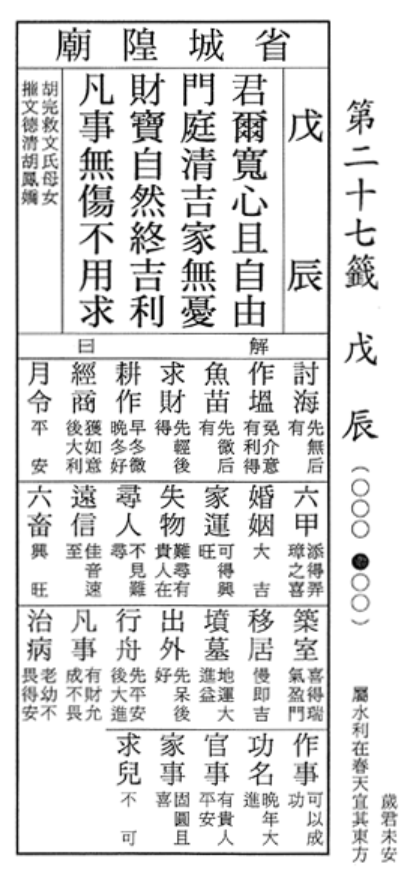 第二十七籤 戊辰 (○○○ ●○○)
歲君未安
屬水利在春天宜其東方
省城隍廟
戊辰
君爾寬心且自由
門庭清吉家無憂
財寶自然終吉利
凡事無傷不用求
胡完救文氏母女
摧文德清胡鳳嬌
解曰
討海 先無后有
作塭 免介意有利得
魚苗 先微后有
求財 先輕後得
耕作 早冬微晚冬好
經商 獲如意後大利
月令 平安
六甲 添得弄璋之喜
婚姻 大吉
家運 可得興旺
失物 難尋有貴人在
尋人 不見難尋
遠信 佳音速至
六畜 興旺
築室 喜得瑞氣盈門
移居 慢即吉
墳墓 地運大進益
出外 先呆後好
行舟 先平安後大進
凡事 有財允成不畏
治病 老幼不畏得安
作事 可以成功
功名 晚年大進
官事 有貴人平安
家事 固圓且喜
求兒 不可